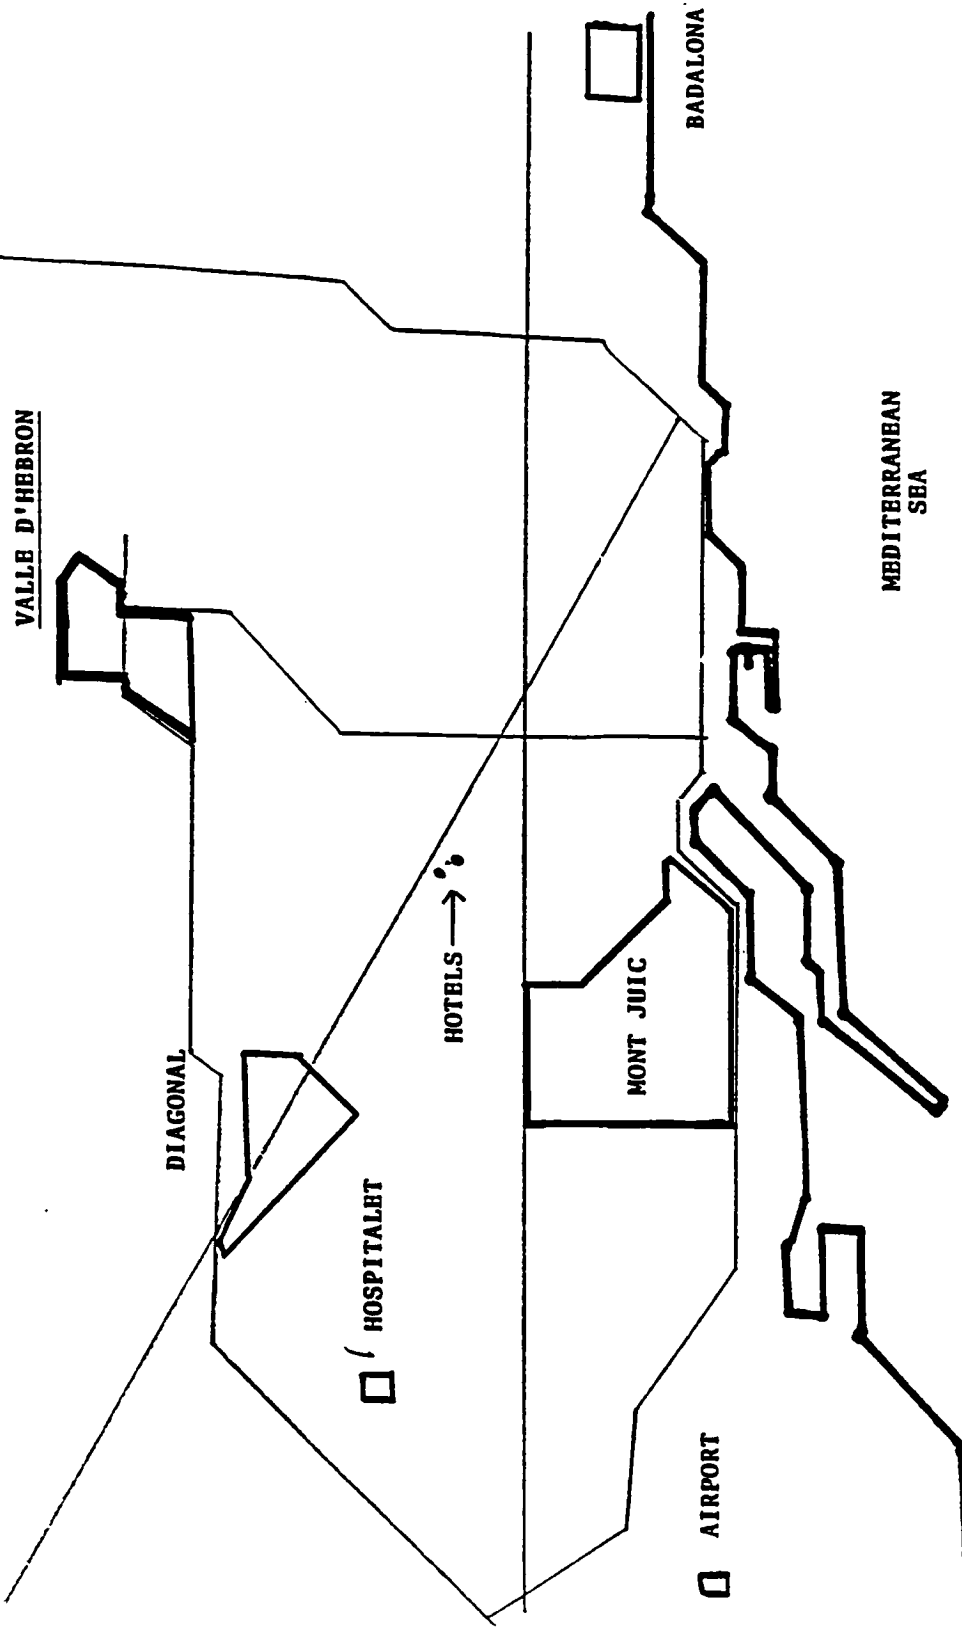 VALLE D'HEBRON
DIAGONAL
HOSPITALET
HOTELS
MONT JUIC
AIRPORT
BADALONA
MEDITERRANEAN
SEA